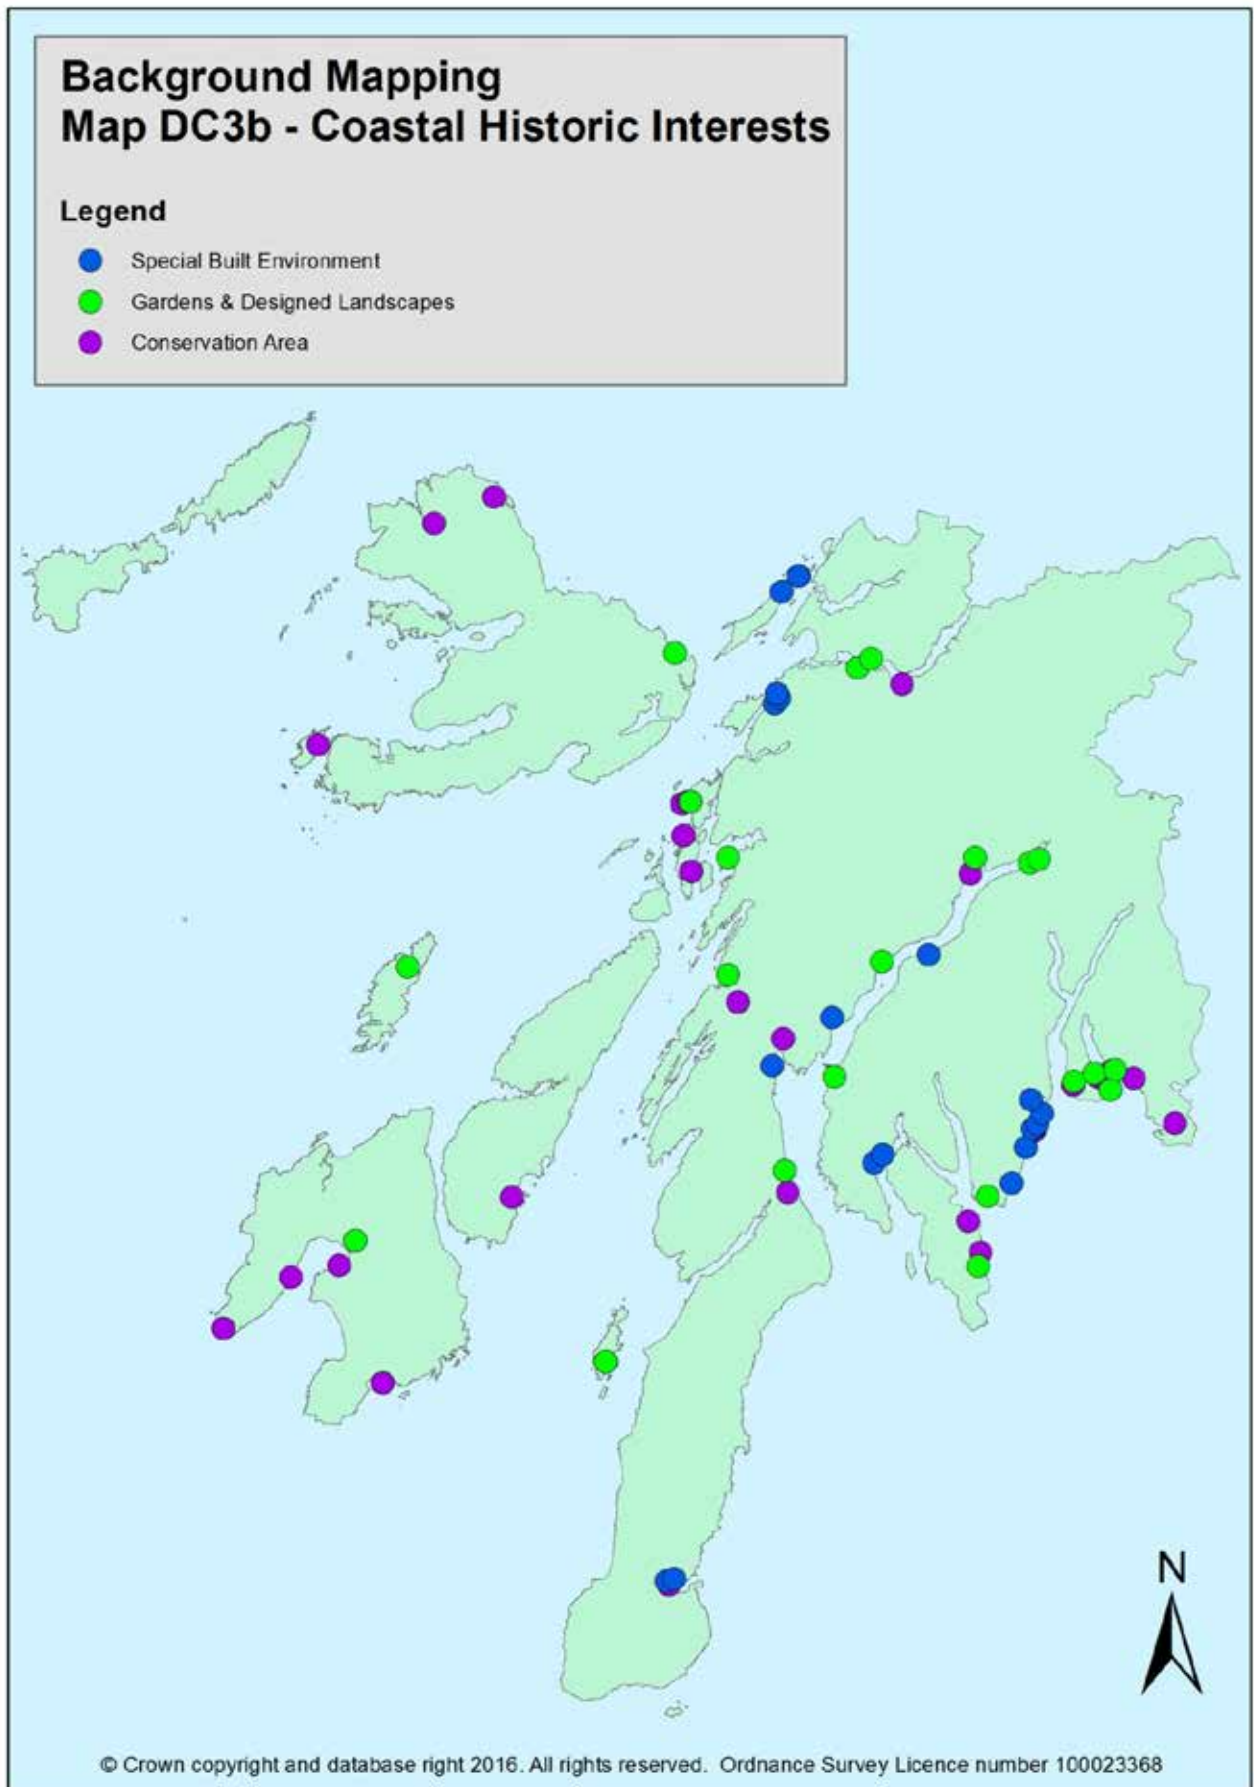 Background Mapping
Map DC3b - Coastal Historic Interests
Legend
Special Built Environment
Gardens & Designed Landscapes
Conservation Area
N
© Crown copyright and database right 2016. All rights reserved. Ordnance Survey Licence number 100023368